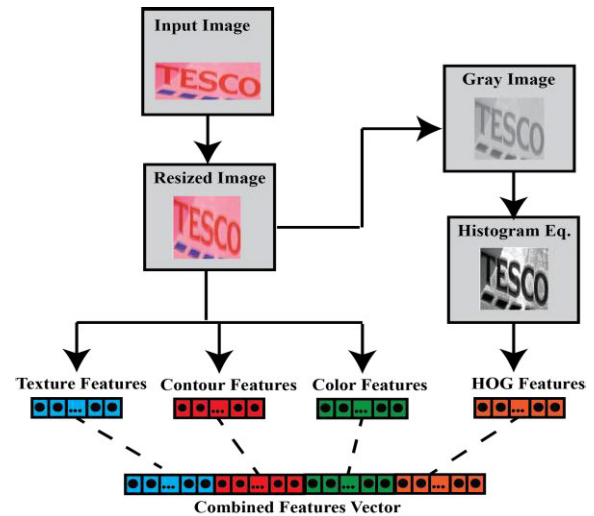 Input Image
TESCO
Gray Image
TESCO
Resized Image
TESCO
Histogram Eq.
TESCO
Texture Features
Contour Features
Color Features
HOG Features
...
...
...
...
...
...
...
...
Combined Features Vector